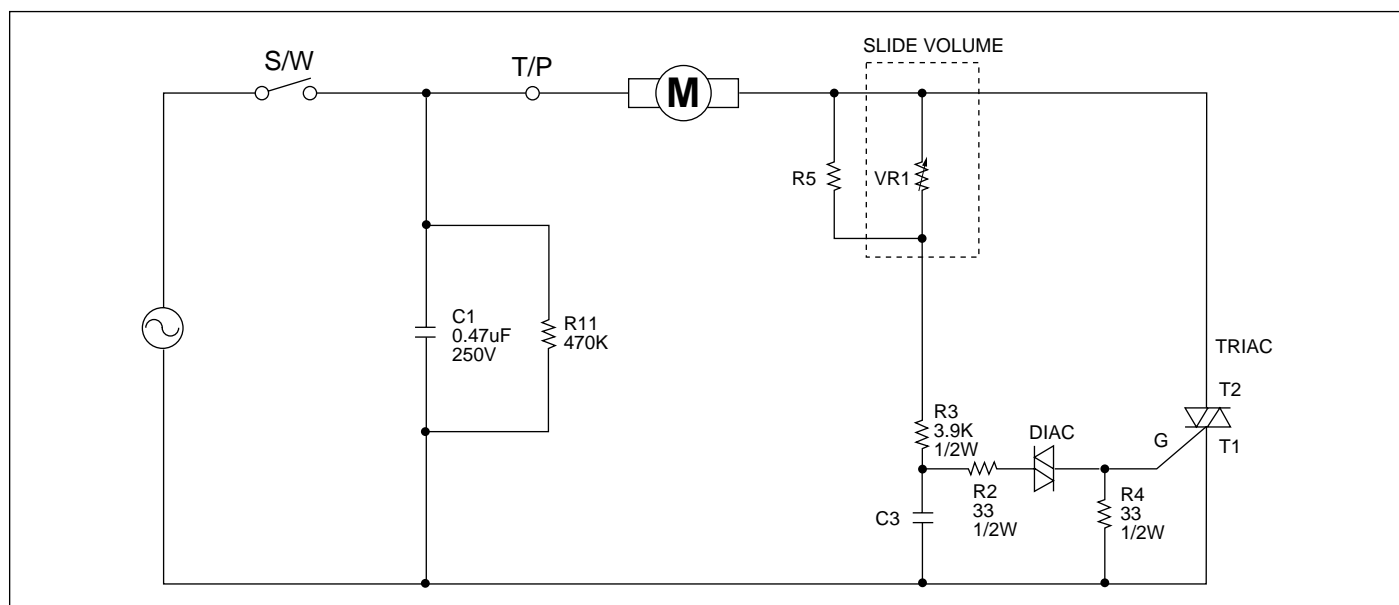 SLIDE VOLUME
S/W
T/P
M
R5
VR1
C1
0.47uF
250V
R11
470K
TRIAC
T2
R3
3.9K
1/2W
DIAC
G
T1
R2
33
1/2W
R4
33
1/2W
C3